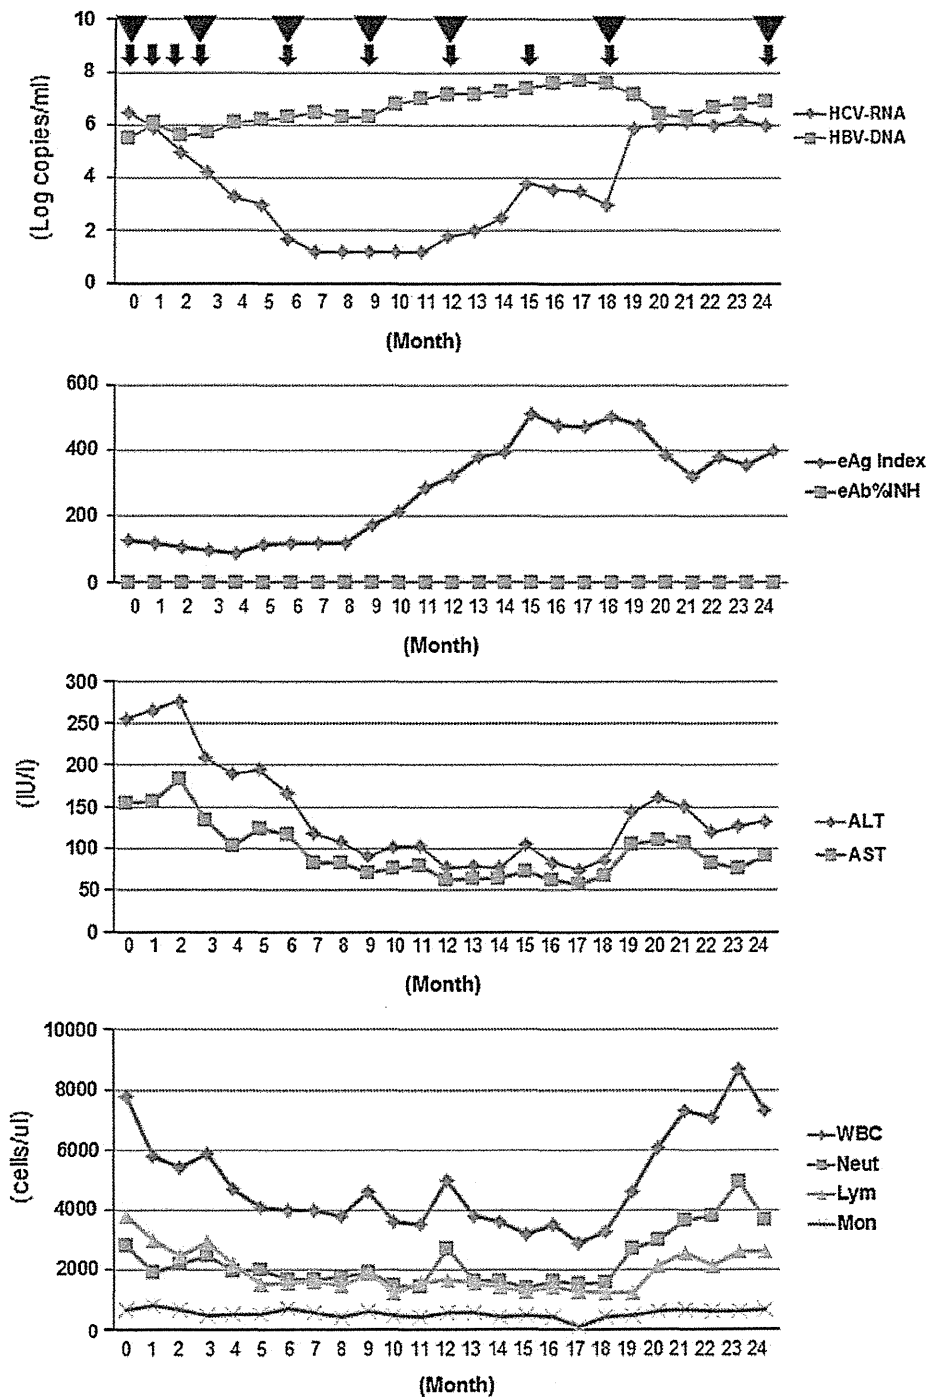 10
8
6
4
2
0
(Log copies/ml)
HCV-RNA
HBV-DNA
0 1 2 3 4 5 6 7 8 9 10 11 12 13 14 15 16 17 18 19 20 21 22 23 24
(Month)
600
400
200
0
eAg Index
eAb%INH
0 1 2 3 4 5 6 7 8 9 10 11 12 13 14 15 16 17 18 19 20 21 22 23 24
(Month)
300
250
200
150
100
50
0
(IU/l)
ALT
AST
0 1 2 3 4 5 6 7 8 9 10 11 12 13 14 15 16 17 18 19 20 21 22 23 24
(Month)
10000
8000
6000
4000
2000
0
(cells/ul)
WBC
Neut
Lym
Mon
0 1 2 3 4 5 6 7 8 9 10 11 12 13 14 15 16 17 18 19 20 21 22 23 24
(Month)